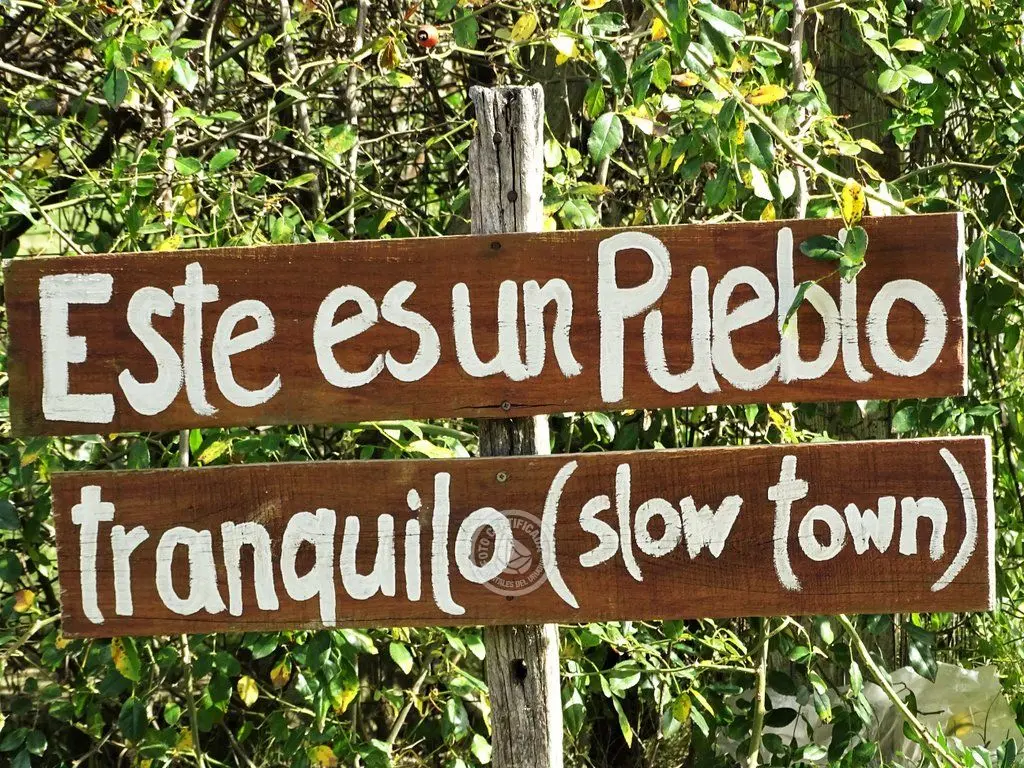 Este es un Pueblo
tranquilo (slow town)